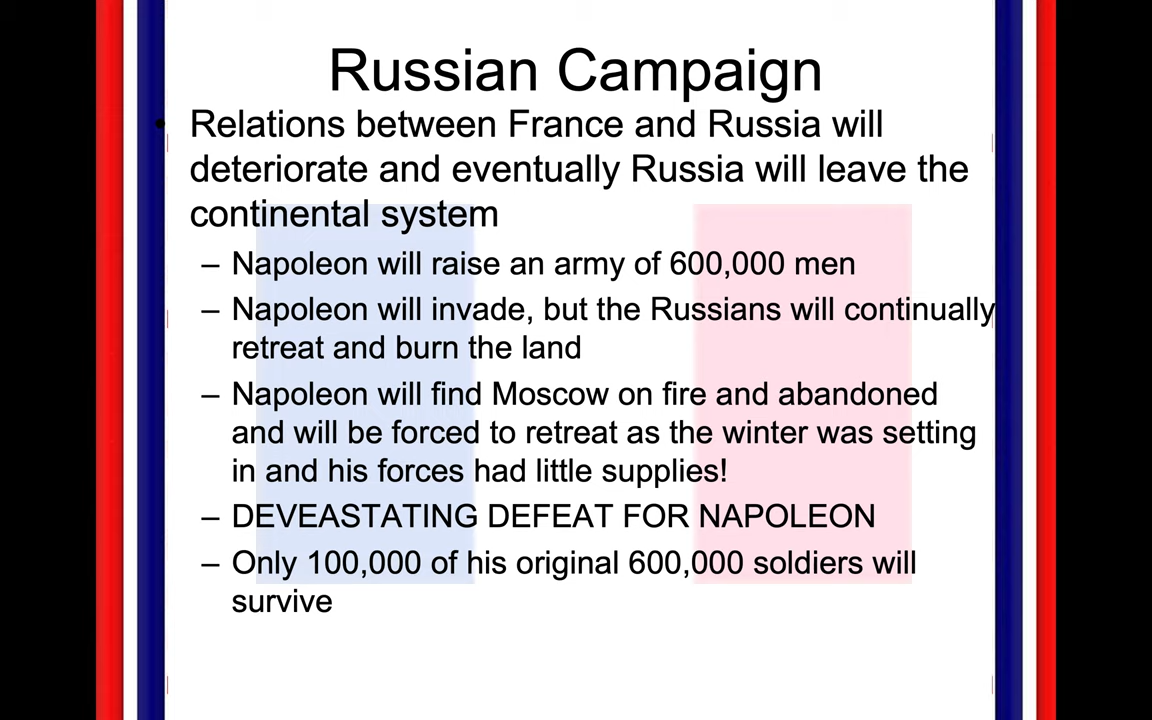 Russian Campaign
• Relations between France and Russia will
deteriorate and eventually Russia will leave the
continental system
– Napoleon will raise an army of 600,000 men
– Napoleon will invade, but the Russians will continually
retreat and burn the land
– Napoleon will find Moscow on fire and abandoned
and will be forced to retreat as the winter was setting
in and his forces had little supplies!
– DEVEASTATING DEFEAT FOR NAPOLEON
– Only 100,000 of his original 600,000 soldiers will
survive